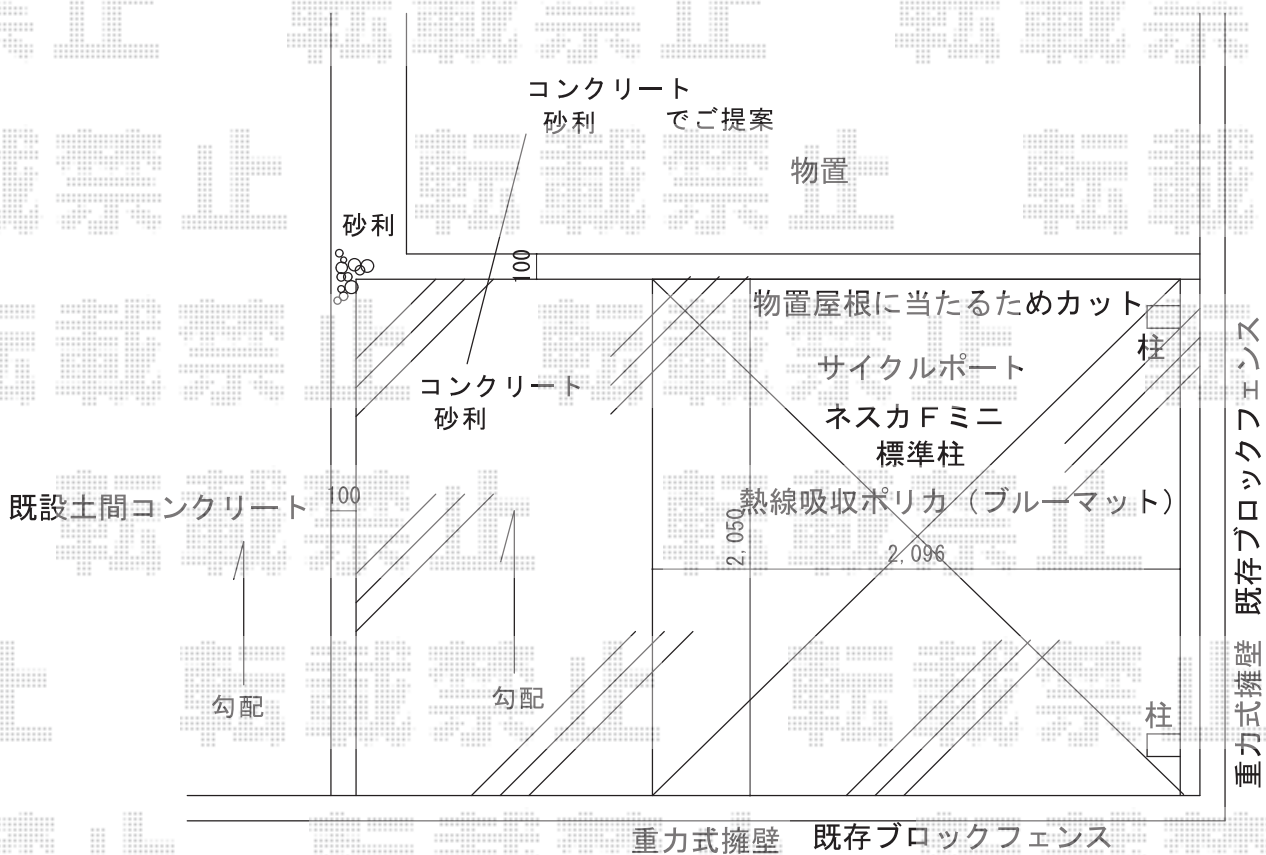 コンクリート
砂利 でご提案
物置
砂利
100
物置屋根に当たるためカット
柱
サイクルポート
コンクリート
砂利
ネスカFミニ
標準柱
既設土間コンクリート
100
熱線吸収ポリカ（ブルーマット）
2,050
2,096
勾配
勾配
柱
重力式擁壁 既存ブロックフェンス
重力式擁壁 既存ブロックフェンス
転載禁止